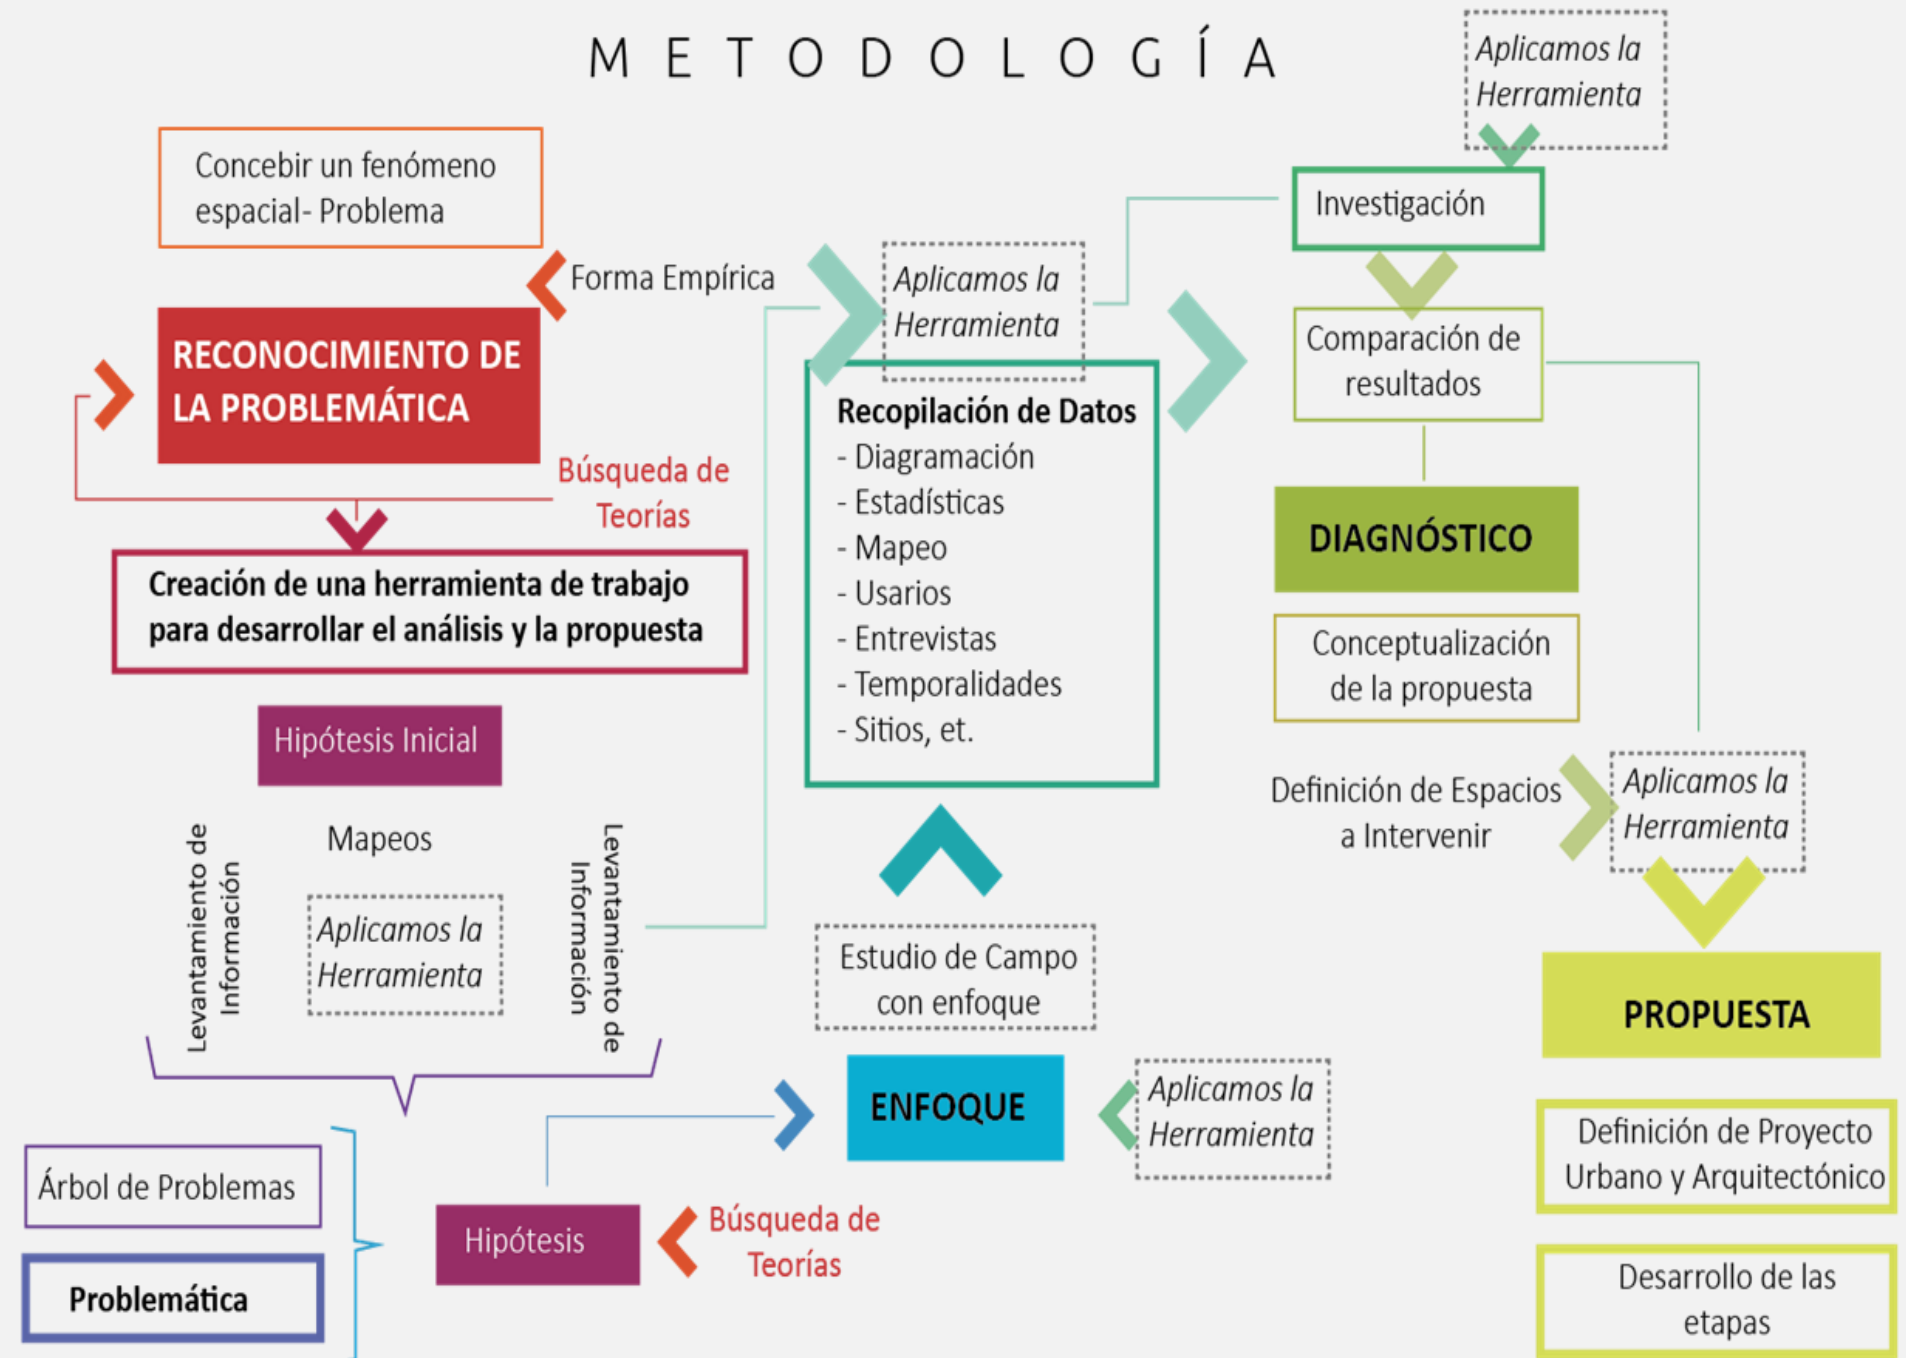 METODOLOGÍA
Concebir un fenómeno
espacial- Problema
Forma Empírica
RECONOCIMIENTO DE
LA PROBLEMÁTICA
Búsqueda de
Teorías
Creación de una herramienta de trabajo
para desarrollar el análisis y la propuesta
Hipótesis Inicial
Levantamiento de
Información
Mapeos
Aplicamos la
Herramienta
Levantamiento de
Información
Árbol de Problemas
Problemática
Hipótesis
Búsqueda de
Teorías
Aplicamos la
Herramienta
Recopilación de Datos
- Diagramación
- Estadísticas
- Mapeo
- Usarios
- Entrevistas
- Temporalidades
- Sitios, et.
Estudio de Campo
con enfoque
ENFOQUE
Aplicamos la
Herramienta
Aplicamos la
Herramienta
Investigación
Comparación de
resultados
DIAGNÓSTICO
Conceptualización
de la propuesta
Definición de Espacios
a Intervenir
Aplicamos la
Herramienta
PROPUESTA
Definición de Proyecto
Urbano y Arquitectónico
Desarrollo de las
etapas